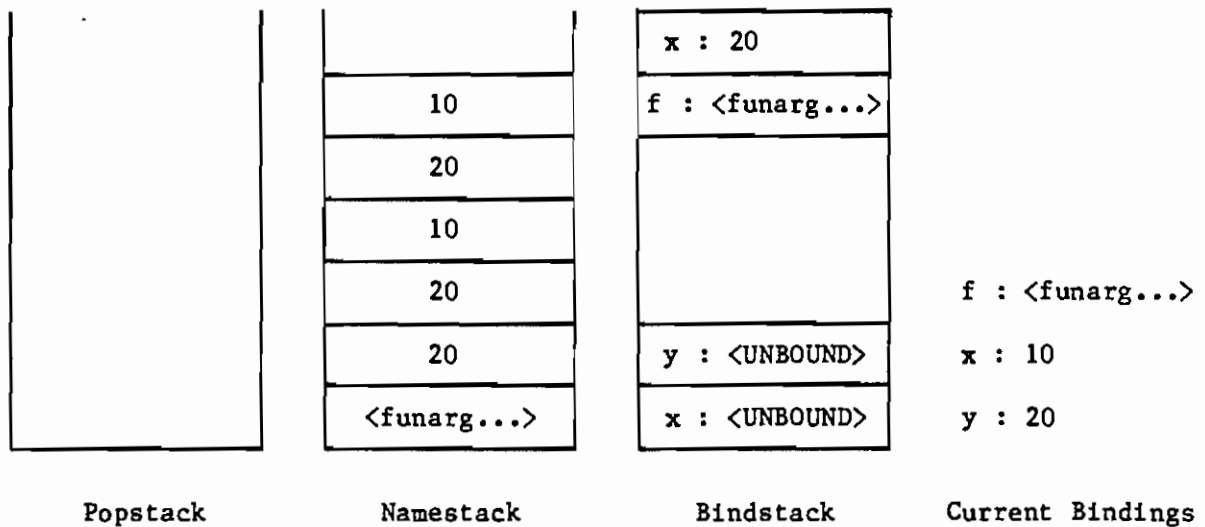 x : 20
10 f : <funarg...>
20
10
20 f : <funarg...>
20 y : <UNBOUND> x : 10
<funarg...> x : <UNBOUND> y : 20
Popstack Namestack Bindstack Current Bindings